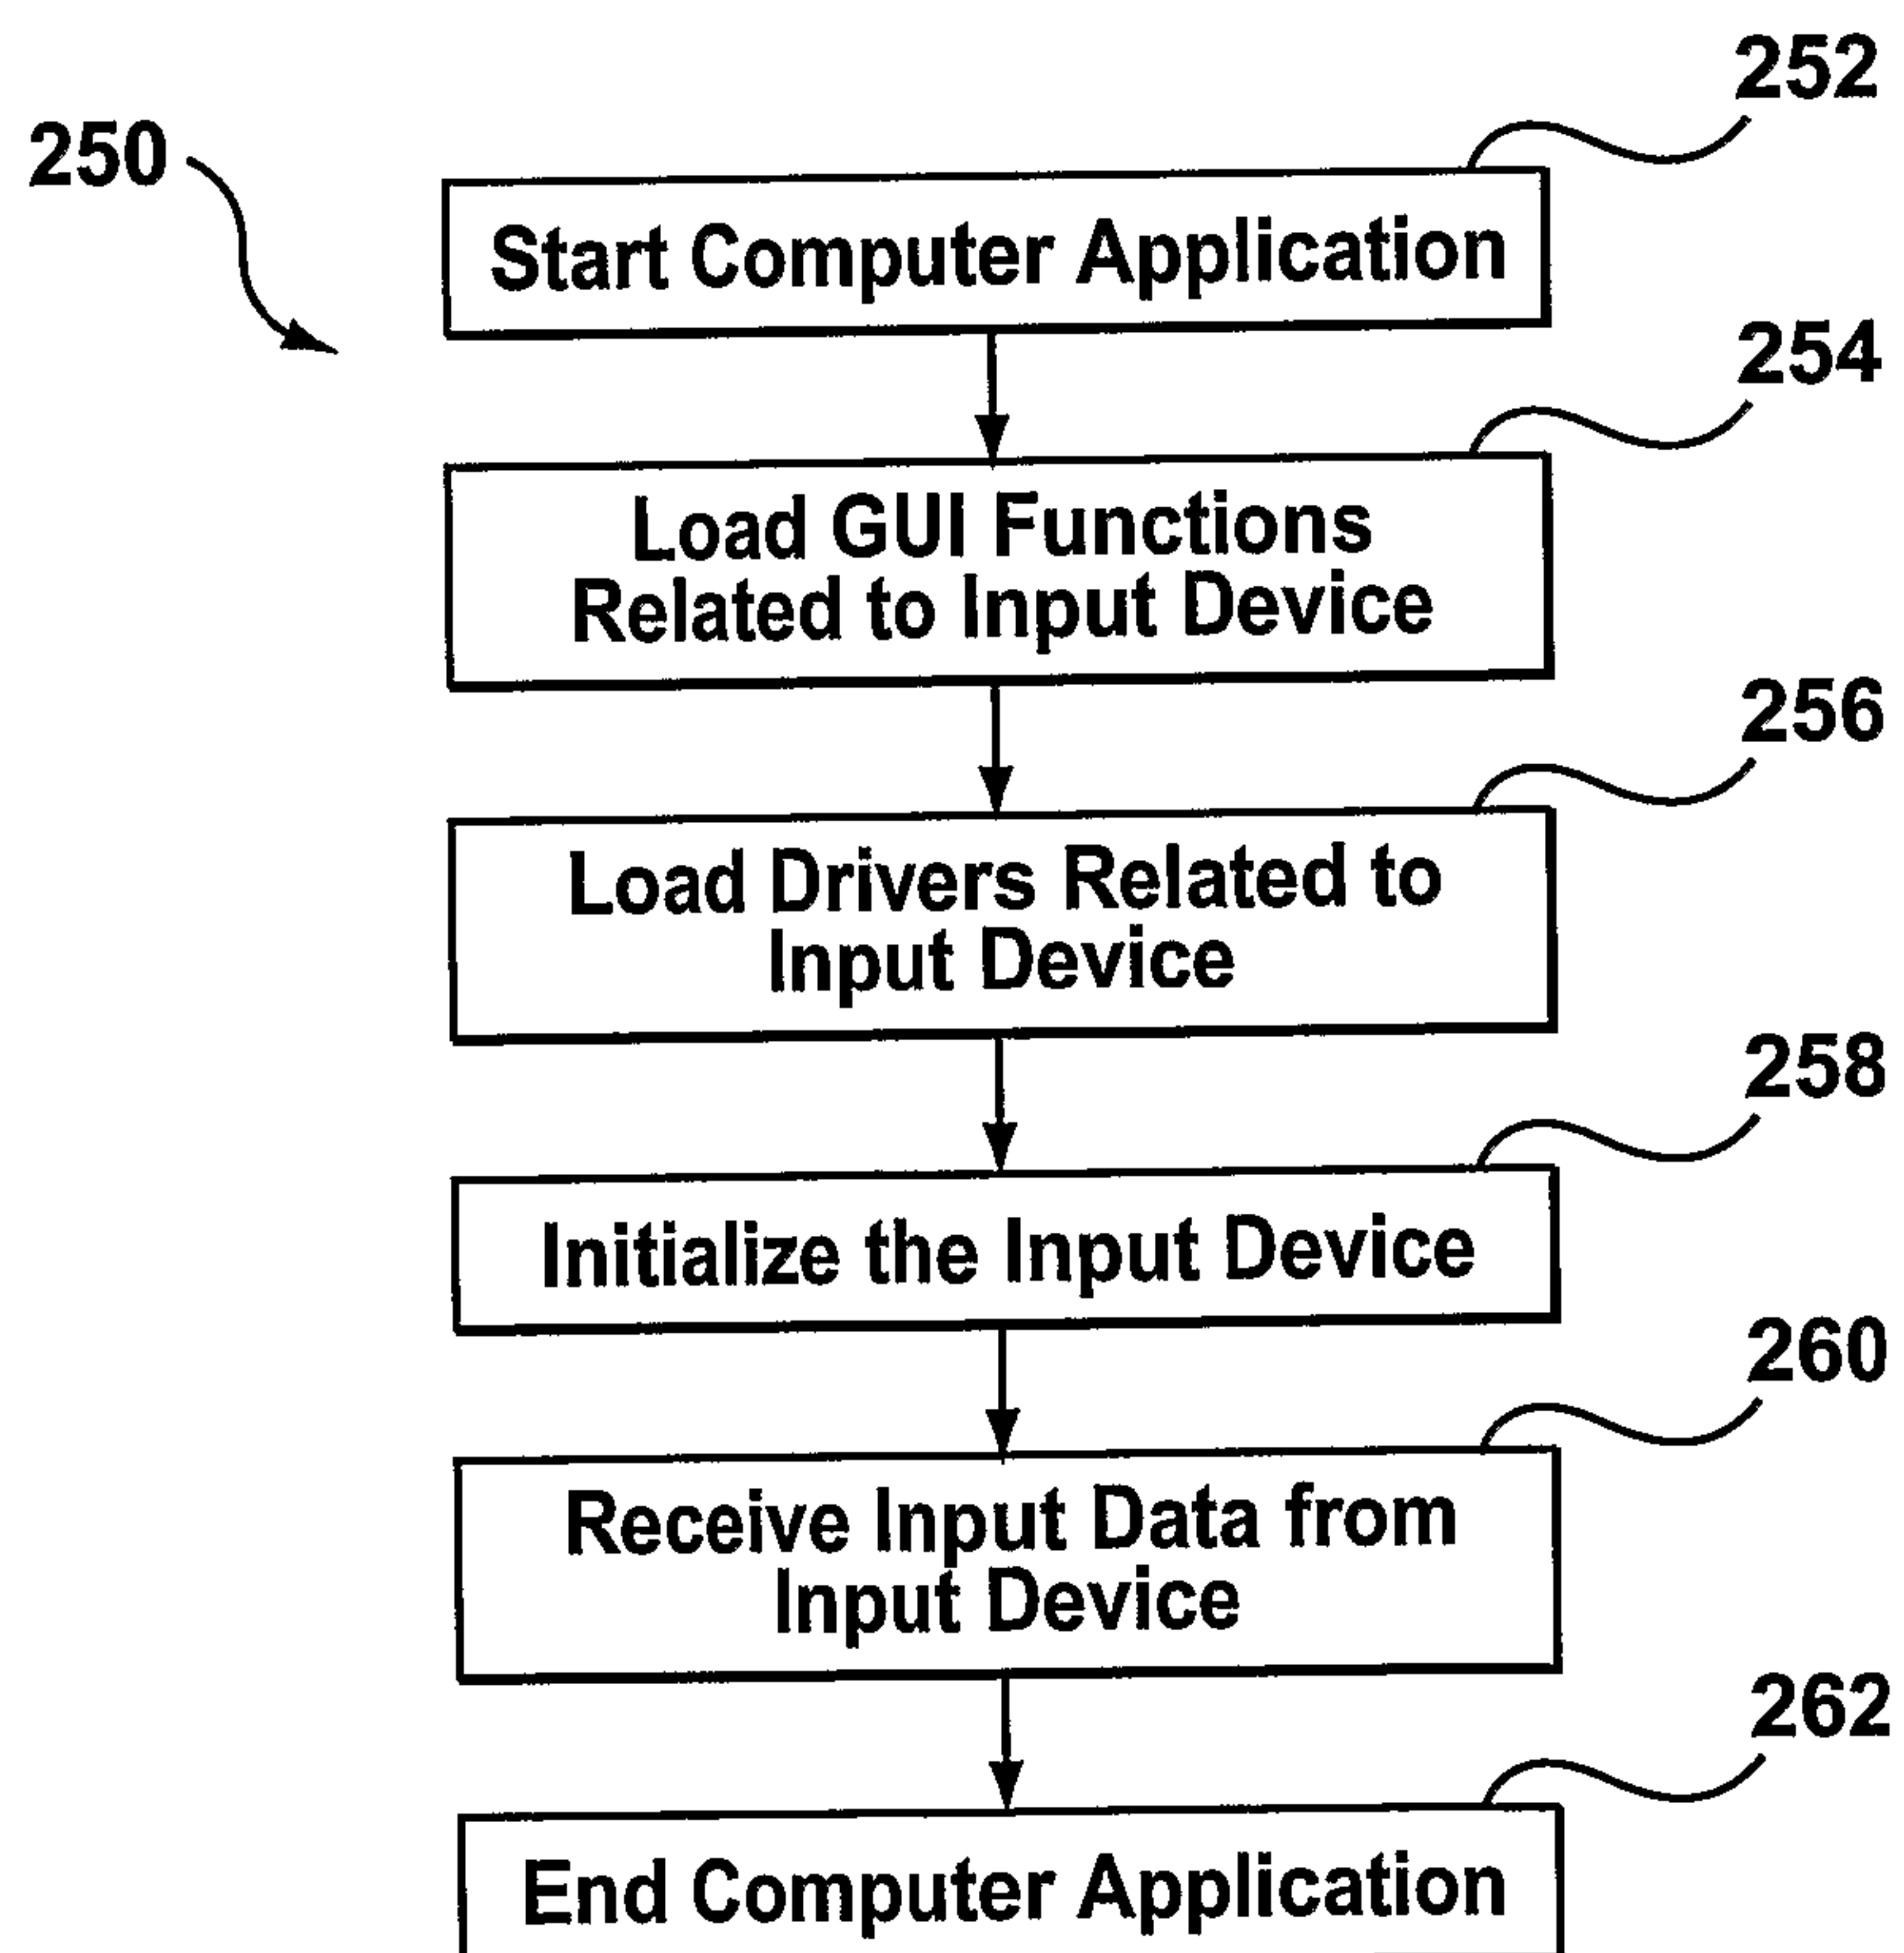 252
250
Start Computer Application
254
Load GUI Functions
Related to Input Device
256
Load Drivers Related to
Input Device
258
Initialize the Input Device
260
Receive Input Data from
Input Device
262
End Computer Application